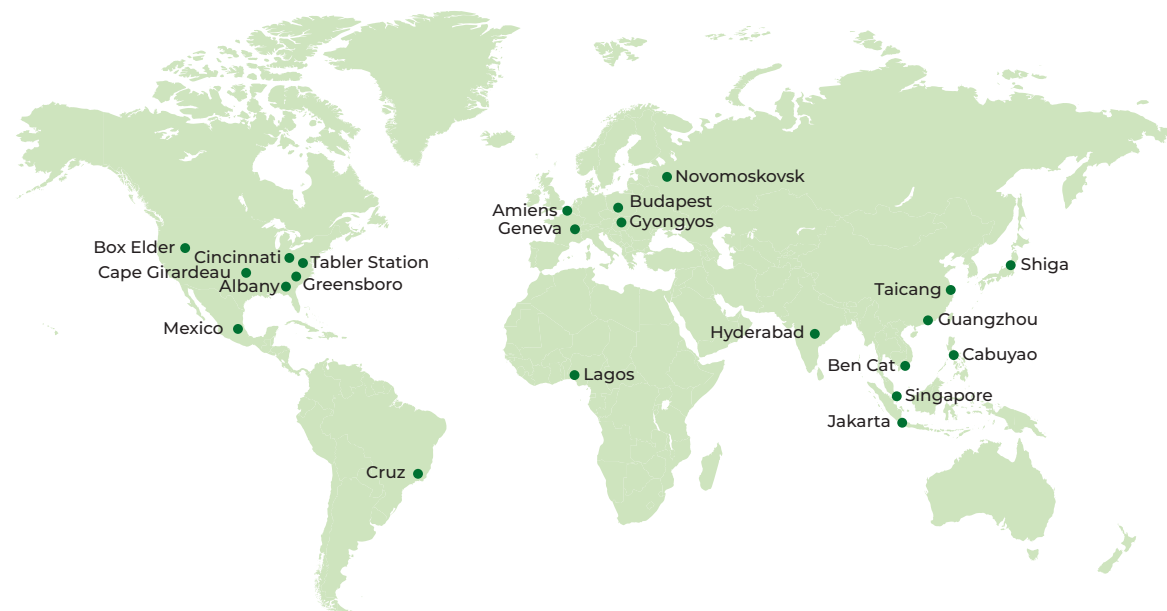 Novomoskovsk
Budapest
Amiens
Gyongyos
Geneva
Box Elder
Cincinnati
Tabler Station
Cape Girardeau
Greensboro
Albany
Mexico
Shiga
Taicang
Guangzhou
Hyderabad
Cabuyao
Ben Cat
Lagos
Singapore
Jakarta
Cruz